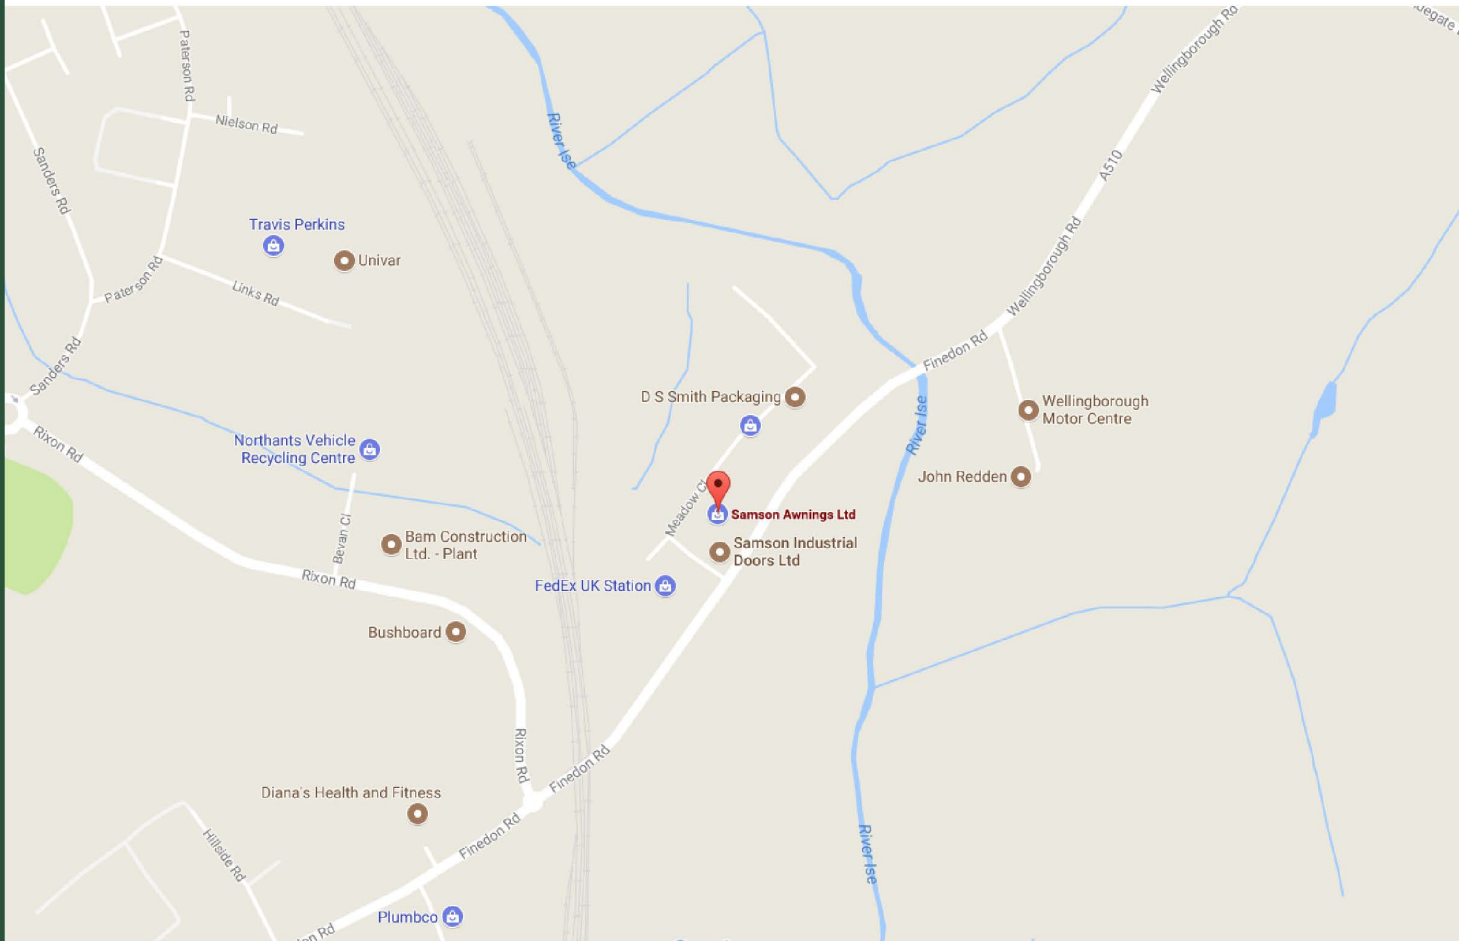 Wellingborough Rd
Paterson Rd
Nielson Rd
River Ise
A510
Sanders Rd
Travis Perkins
Univar
Wellingborough Rd
Paterson Rd
Links Rd
Finedon Rd
Sanders Rd
D S Smith Packaging
Wellingborough
Motor Centre
River Ise
Rixon Rd
Northants Vehicle
Recycling Centre
John Redden
Meadow Cl
Samson Awnings Ltd
Bevan Cl
Bam Construction
Ltd. - Plant
Samson Industrial
Doors Ltd
Rixon Rd
FedEx UK Station
Bushboard
Rixon Rd
Finedon Rd
Diana's Health and Fitness
Finedon Rd
Hillside Rd
River Ise
Plumbco